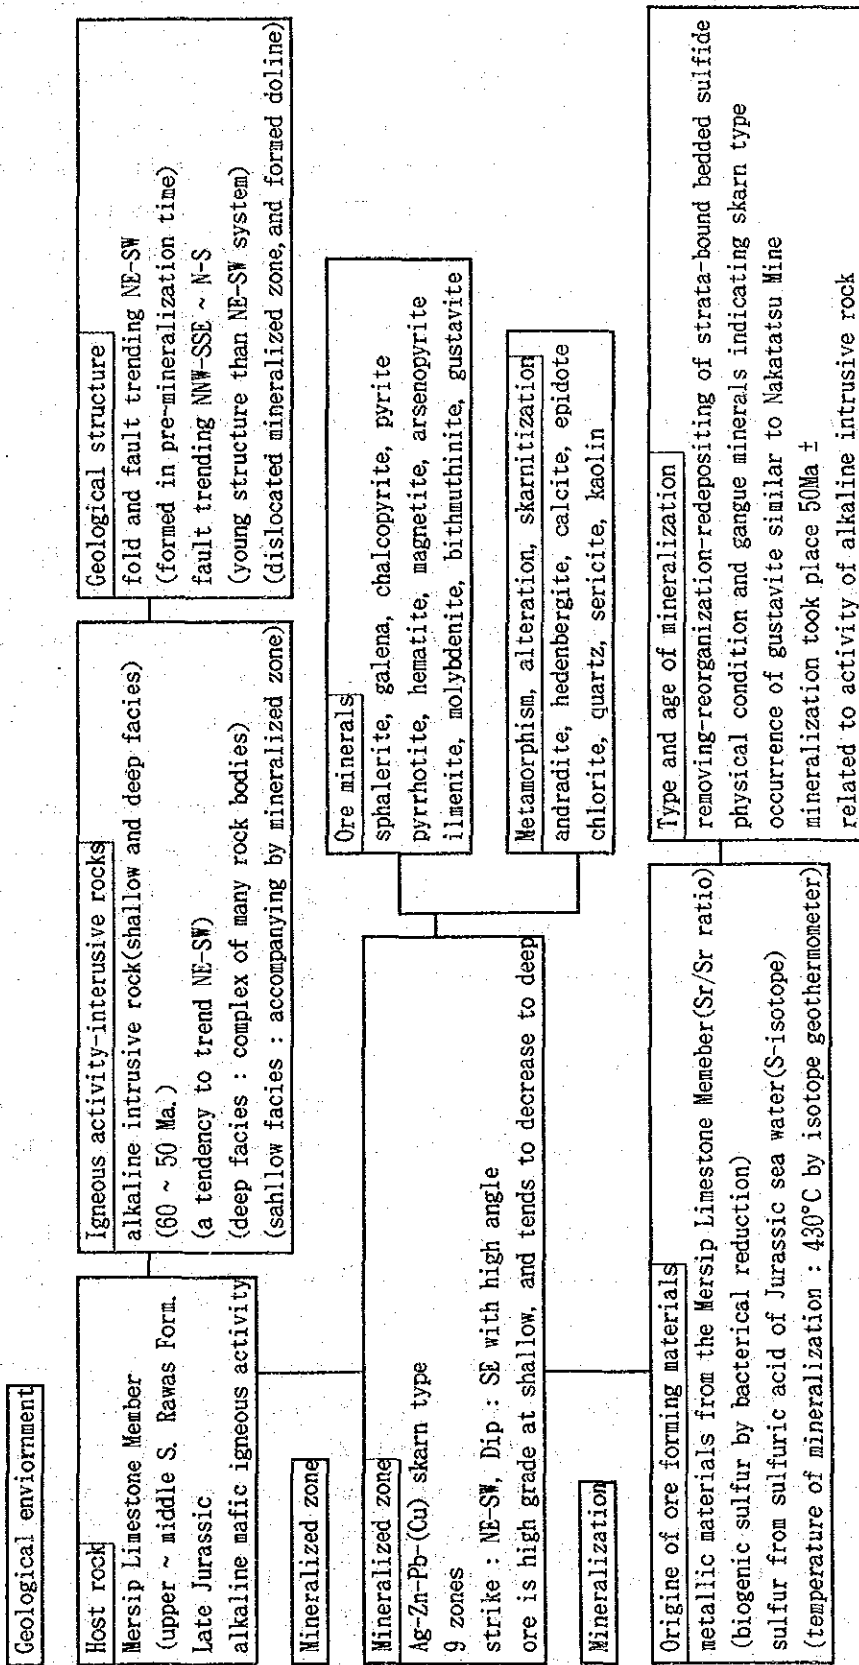 Geological enviornment
Host rock
Mersip Limestone Member
(upper ~ middle S. Rawas Form.
Late Jurassic
alkaline mafic igneous activity
Igneous activity-interusive rocks
alkaline intrusive rock(shallow and deep facies)
(60 ~ 50 Ma.)
(a tendency to trend NE-SW)
(deep facies : complex of many rock bodies)
(sahllow facies : accompanying by mineralized zone)
Geological structure
fold and fault trending NE-SW
(formed in pre-mineralization time)
fault trending NNW-SSE ~ N-S
(young structure than NE-SW system)
(dislocated mineralized zone, and formed doline)
Mineralized zone
Mineralized zone
Ag-Zn-Pb-(Cu) skarn type
9 zones
strike : NE-SW, Dip : SE with high angle
ore is high grade at shallow, and tends to decrease to deep
Ore minerals
sphalerite, galena, chalcopyrite, pyrite
pyrrhotite, hematite, magnetite, arsenopyrite
ilmenite, molybdenite, bithmuthinite, gustavite
Metamorphism, alteration, skarnitization
andradite, hedenbergite, calcite, epidote
chlorite, quartz, sericite, kaolin
Mineralization
Origine of ore forming materials
metallic materials from the Mersip Limestone Memeber(Sr/Sr ratio)
(biogenic sulfur by bacterical reduction)
sulfur from sulfuric acid of Jurassic sea water(S-isotope)
(temperature of mineralization : 430°C by isotope geothermometer)
Type and age of mineralization
removing-reorganization-redepositing of strata-bound bedded sulfide
physical condition and gangue minerals indicating skarn type
occurrence of gustavite similar to Nakatatsu Mine
mineralization took place 50Ma ±
related to activity of alkaline intrusive rock